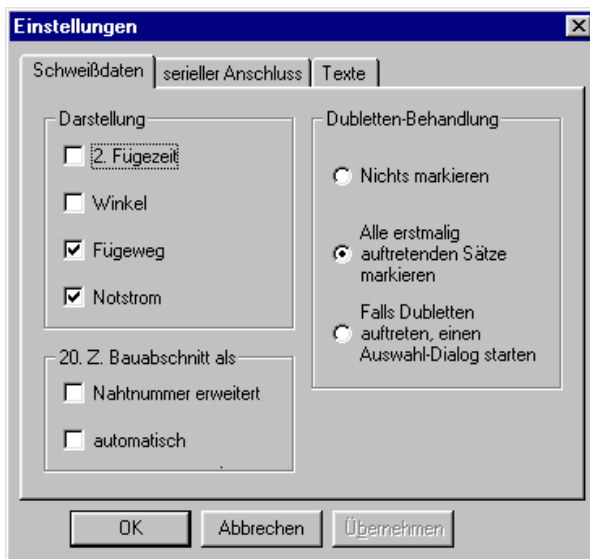 Einstellungen
Schweißdaten
serieller Anschluss
Texte
Darstellung
2. Fügezeit
Winkel
Fügeweg
Notstrom
20. Z. Bauabschnitt als
Nahtnummer erweitert
automatisch
Dubletten-Behandlung
Nichts markieren
Alle erstmalig
auftretenden Sätze
markieren
Falls Dubletten
auftreten, einen
Auswahl-Dialog starten
OK
Abbrechen
Übernehmen